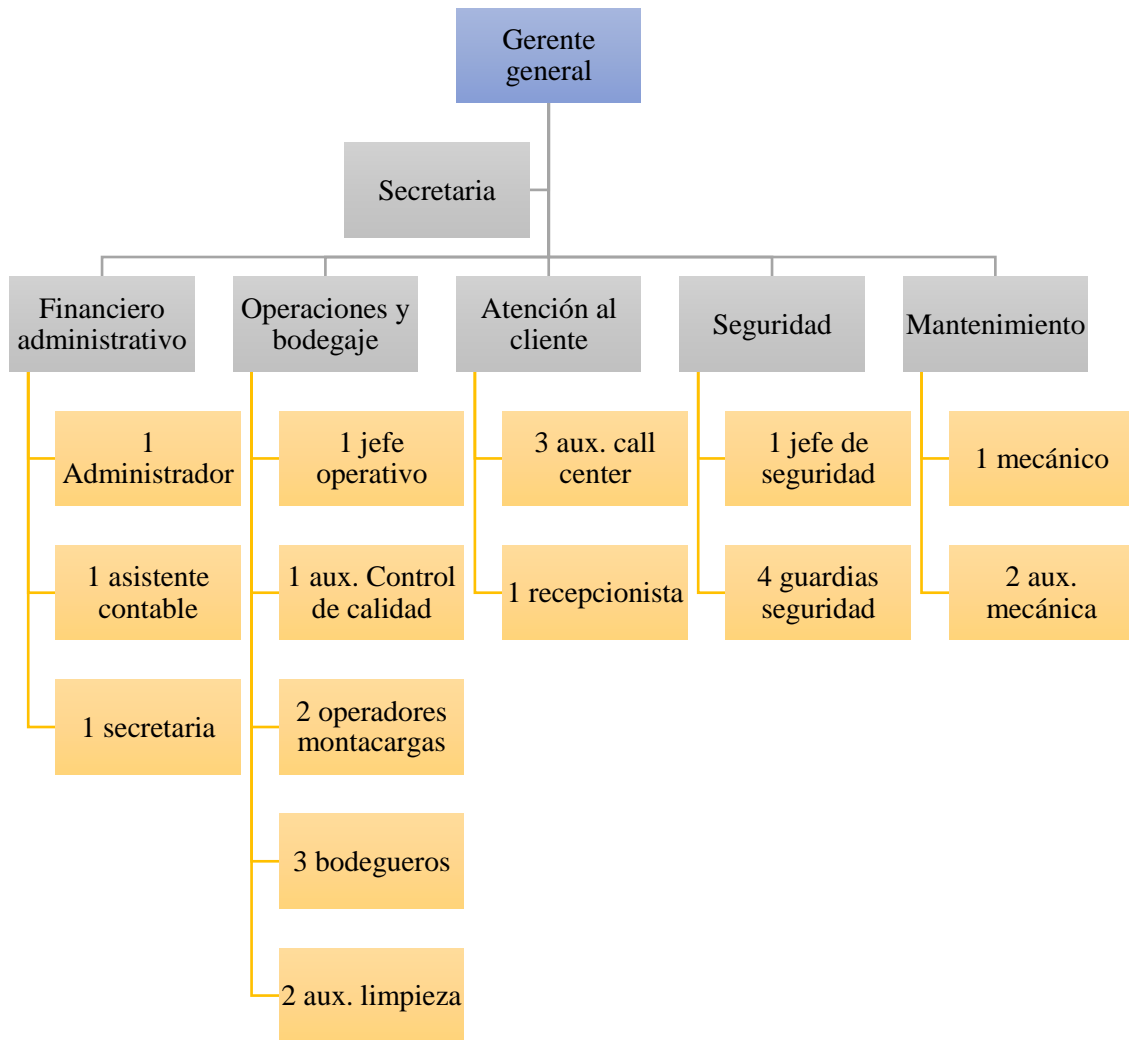 Gerente
general
Secretaria
Financiero
administrativo
Operaciones y
bodegaje
Atención al
cliente
Seguridad
Mantenimiento
1
Administrador
1 asistente
contable
1 secretaria
1 jefe
operativo
1 aux. Control
de calidad
2 operadores
montacargas
3 bodegueros
2 aux. limpieza
3 aux. call
center
1 recepcionista
1 jefe de
seguridad
4 guardias
seguridad
1 mecánico
2 aux.
mecánica